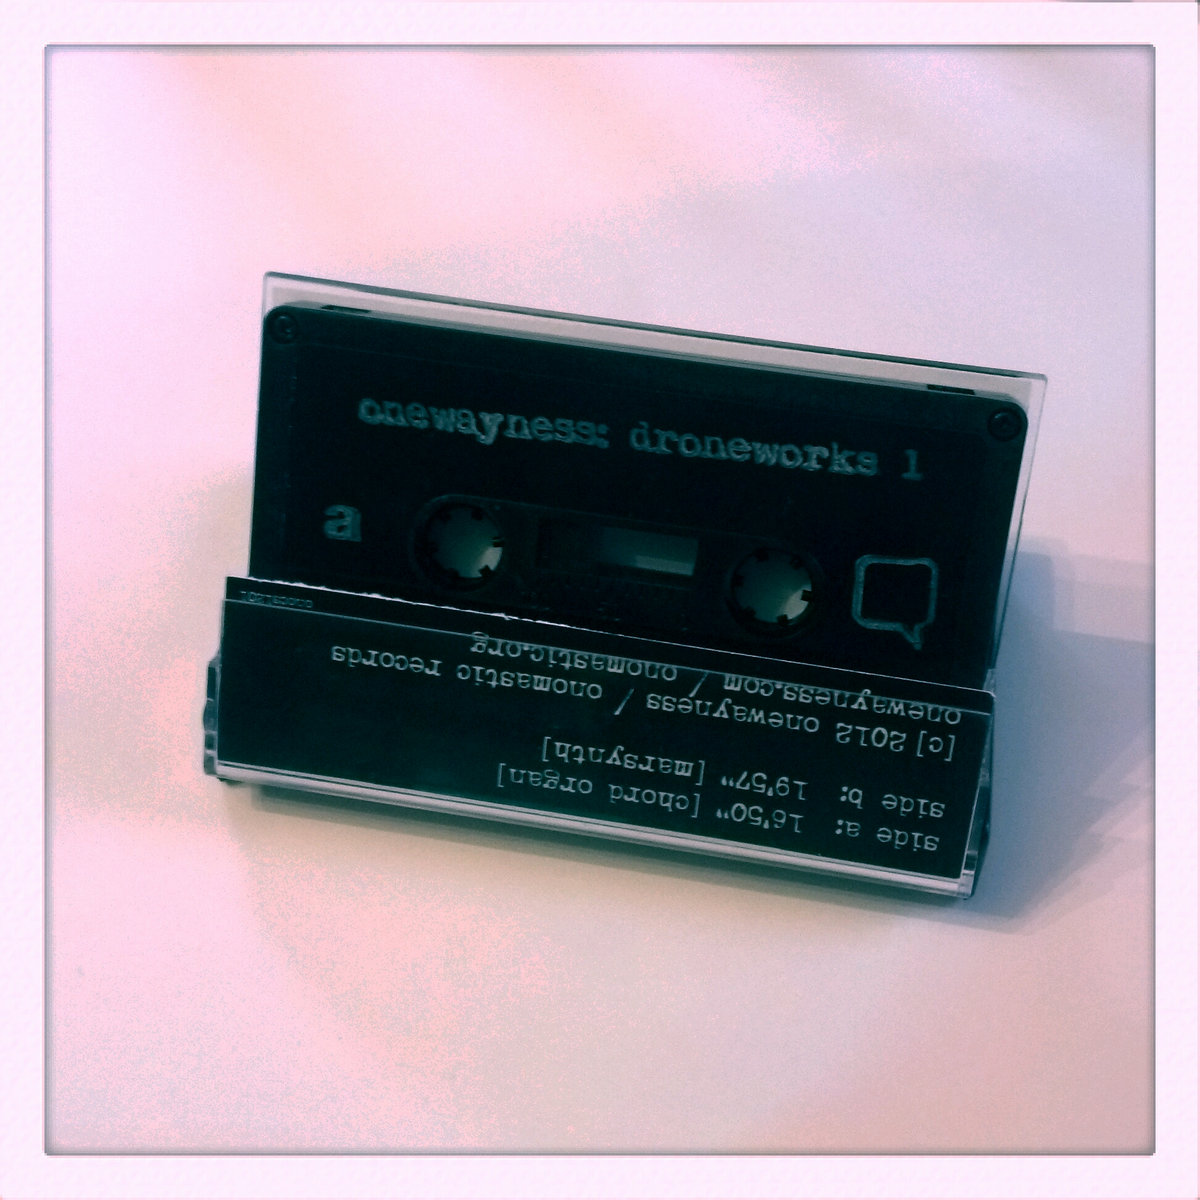 onewayness: droneworks 1
a
side a: 16'50" [chord organ]
side b: 19'57" [marsynth]
[c] 2012 onewayness / onomastic records
onewayness.com / onomastic.org